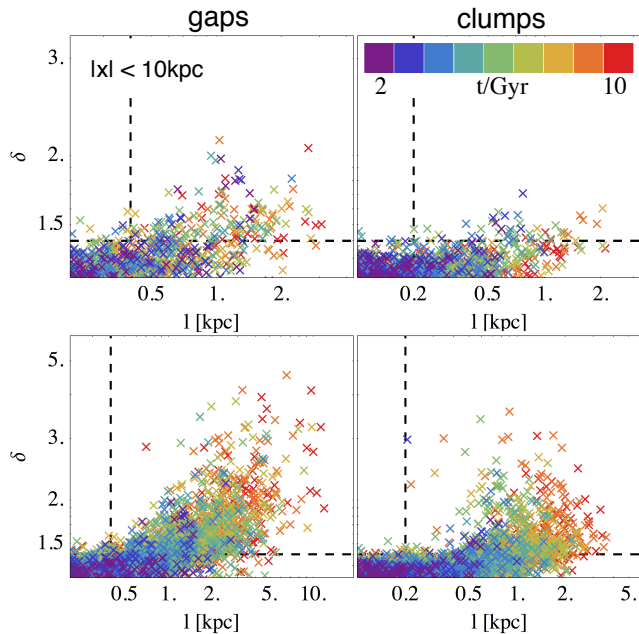 gaps clumps
3.
2.
1.5
δ
|x| < 10kpc
2 t/Gyr 10
0.5 1. 2. 0.2 0.5 1. 2.
l [kpc] l [kpc]
5.
3.
2.
1.5
δ
0.5 1. 2. 5. 10. 0.2 0.5 1. 2. 5.
l [kpc] l [kpc]